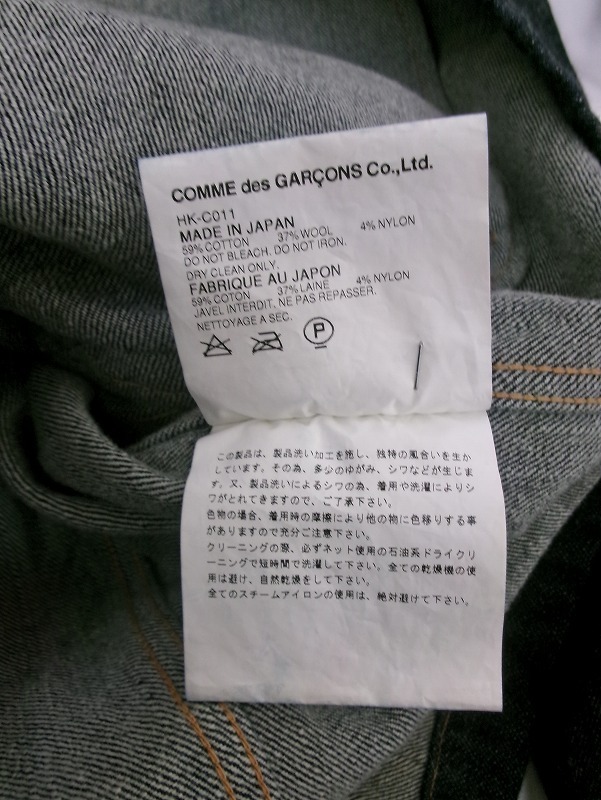 COMME des GARÇONS Co.,Ltd.
HK-C011
MADE IN JAPAN
59% COTTON 37% WOOL 4% NYLON
DO NOT BLEACH. DO NOT IRON.
DRY CLEAN ONLY.
FABRIQUE AU JAPON
59% COTON 37% LAINE 4% NYLON
JAVEL INTERDIT, NE PAS REPASSER.
NETTOYAGE A SEC.
P
この製品は、製品洗い加工を施し、独特の風合いを生か
しています。その為、多少のゆがみ、シワなどが生じま
す。又、製品洗いによるシワの為、着用や洗濯によりシ
ワがとれてきますので、ご了承下さい。
色物の場合、着用時の摩擦により他の物に色移りする事
がありますので充分ご注意下さい。
クリーニングの際、必ずネット使用の石油系ドライクリ
ーニングで短時間で洗濯して下さい。全ての乾燥機の使
用は避け、自然乾燥をして下さい。
全てのスチームアイロンの使用は、絶対避けて下さい。